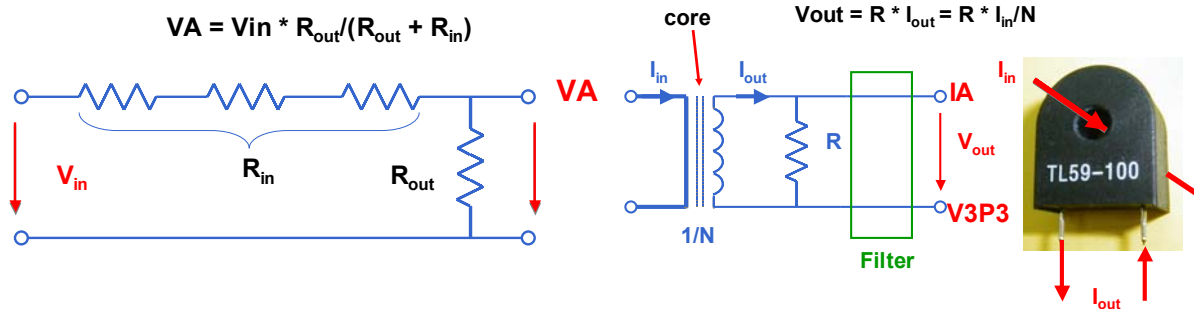 VA = Vin * Rout/(Rout + Rin)
Vin
Rin
Rout
VA
core
Vout = R * Iout = R * Iin/N
Iin
Iout
R
1/N
Filter
IA
Vout
V3P3
Iin
TL59-100
Iout